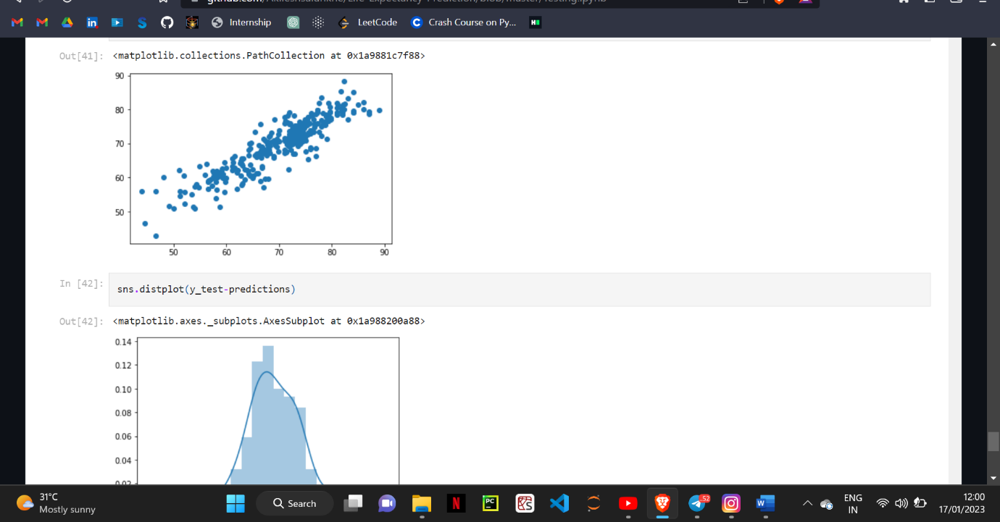 Internship
LeetCode
Crash Course on Py...
Out[41]: <matplotlib.collections.PathCollection at 0x1a9881c7f88>
90
80
70
60
50
50 60 70 80 90
In [42]: sns.distplot(y_test-predictions)
Out[42]: <matplotlib.axes._subplots.AxesSubplot at 0x1a988200a88>
0.14
0.12
0.10
0.08
0.06
0.04
0.02
31°C
Mostly sunny
Search
52
ENG
IN
12:00
17/01/2023